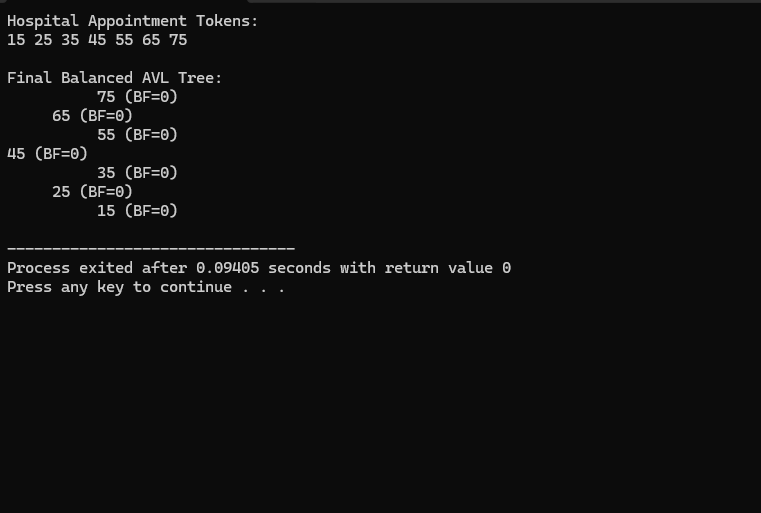 Hospital Appointment Tokens:
15 25 35 45 55 65 75
Final Balanced AVL Tree:
75 (BF=0)
65 (BF=0)
55 (BF=0)
45 (BF=0)
35 (BF=0)
25 (BF=0)
15 (BF=0)
--------------------------------
Process exited after 0.09405 seconds with return value 0
Press any key to continue . . .